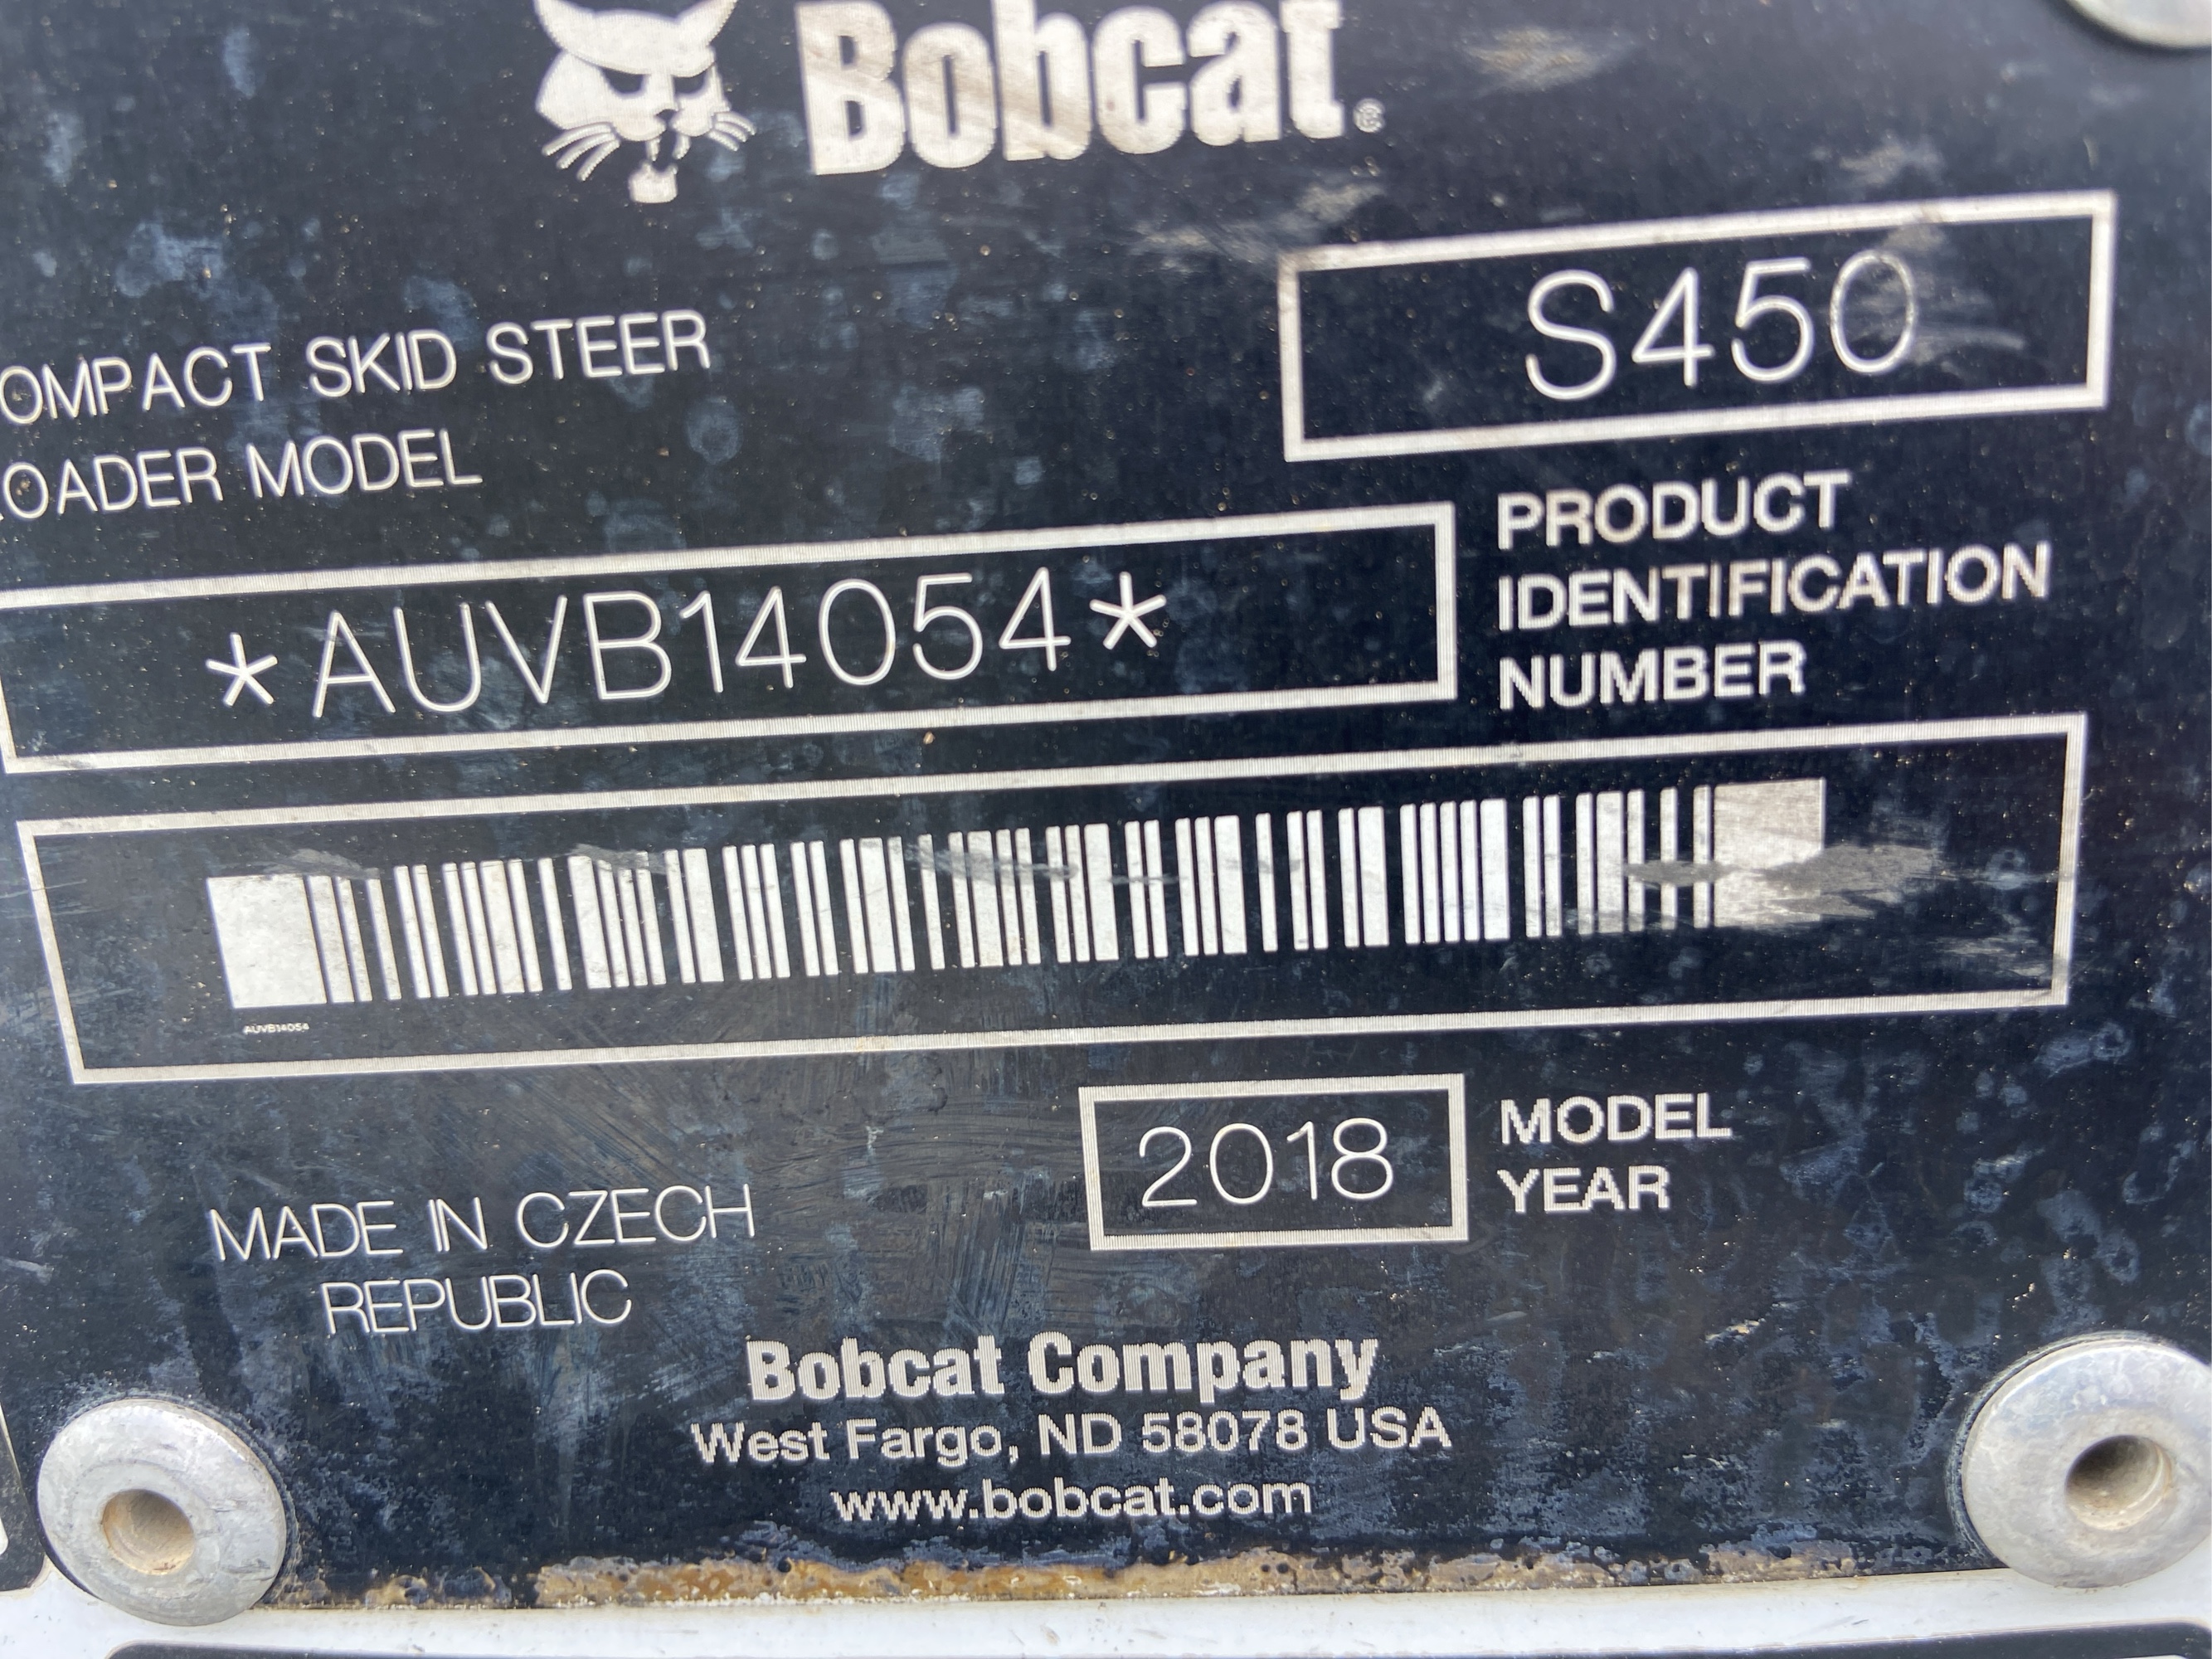 Bobcat®
OMPACT SKID STEER
OADER MODEL
S450
*AUVB14054*
PRODUCT
IDENTIFICATION
NUMBER
AUVB14054
2018
MODEL
YEAR
MADE IN CZECH
REPUBLIC
Bobcat Company
West Fargo, ND 58078 USA
www.bobcat.com